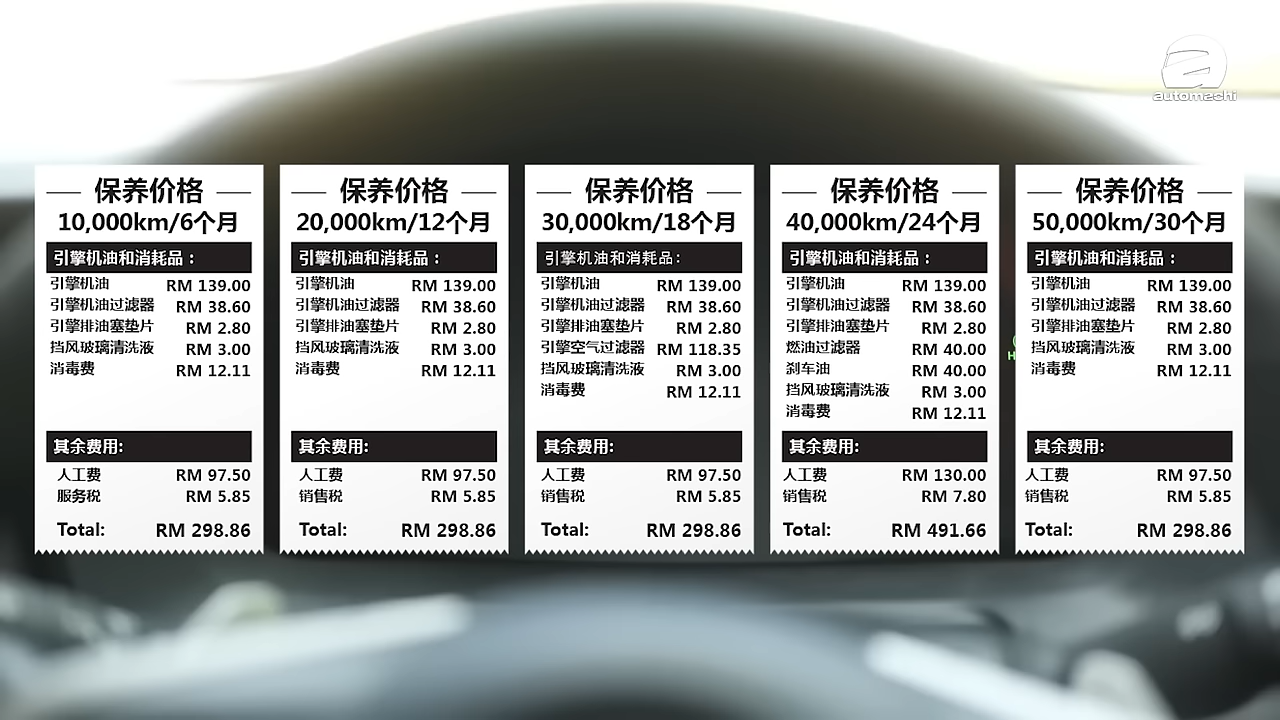 automachi
保养价格
10,000km/6个月
引擎机油和消耗品：
引擎机油 RM 139.00
引擎机油过滤器 RM 38.60
引擎排油塞垫片 RM 2.80
挡风玻璃清洗液 RM 3.00
消毒费 RM 12.11
其余费用:
人工费 RM 97.50
服务税 RM 5.85
Total: RM 298.86
保养价格
20,000km/12个月
引擎机油和消耗品：
引擎机油 RM 139.00
引擎机油过滤器 RM 38.60
引擎排油塞垫片 RM 2.80
挡风玻璃清洗液 RM 3.00
消毒费 RM 12.11
其余费用:
人工费 RM 97.50
销售税 RM 5.85
Total: RM 298.86
保养价格
30,000km/18个月
引擎机油和消耗品：
引擎机油 RM 139.00
引擎机油过滤器 RM 38.60
引擎排油塞垫片 RM 2.80
引擎空气过滤器 RM 118.35
挡风玻璃清洗液 RM 3.00
消毒费 RM 12.11
其余费用:
人工费 RM 97.50
销售税 RM 5.85
Total: RM 298.86
保养价格
40,000km/24个月
引擎机油和消耗品：
引擎机油 RM 139.00
引擎机油过滤器 RM 38.60
引擎排油塞垫片 RM 2.80
燃油过滤器 RM 40.00
刹车油 RM 40.00
挡风玻璃清洗液 RM 3.00
消毒费 RM 12.11
其余费用:
人工费 RM 130.00
销售税 RM 7.80
Total: RM 491.66
保养价格
50,000km/30个月
引擎机油和消耗品：
引擎机油 RM 139.00
引擎机油过滤器 RM 38.60
引擎排油塞垫片 RM 2.80
挡风玻璃清洗液 RM 3.00
消毒费 RM 12.11
其余费用:
人工费 RM 97.50
销售税 RM 5.85
Total: RM 298.86